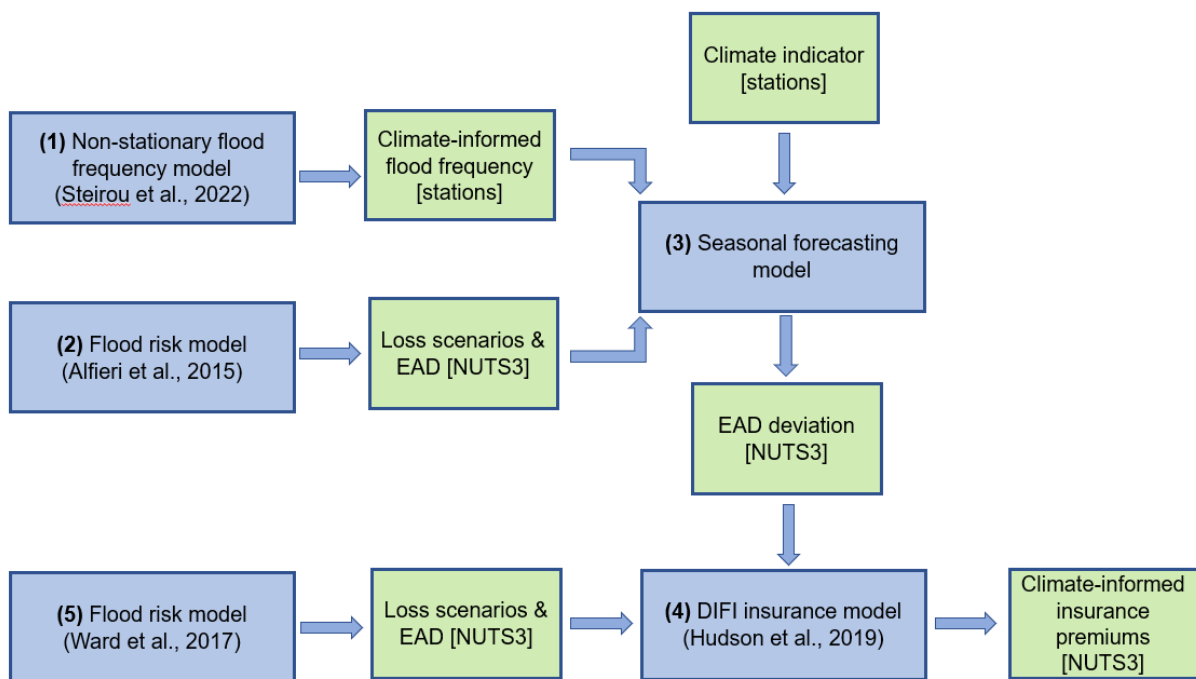 Climate indicator
[stations]
(1) Non-stationary flood
frequency model
(Steirou et al., 2022)
Climate-informed
flood frequency
[stations]
(3) Seasonal forecasting
model
(2) Flood risk model
(Alfieri et al., 2015)
Loss scenarios &
EAD [NUTS3]
EAD deviation
[NUTS3]
(5) Flood risk model
(Ward et al., 2017)
Loss scenarios &
EAD [NUTS3]
(4) DIFI insurance model
(Hudson et al., 2019)
Climate-informed
insurance
premiums
[NUTS3]